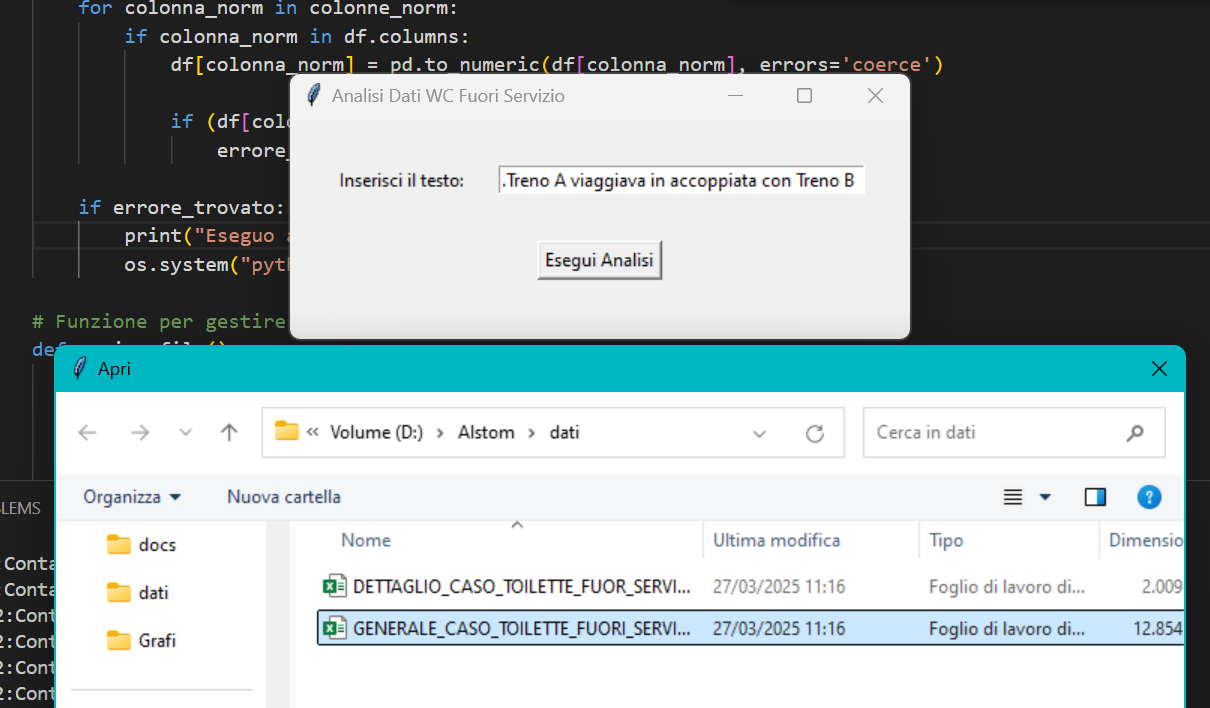 for colonna_norm in colonne_norm:
if colonna_norm in df.columns:
df[colonna_norm] = pd.to_numeric(df[colonna_norm], errors='coerce')
if (df[col
errore_
if errore_trovato:
print("Eseguo
os.system("pyt
# Funzione per gestire
Analisi Dati WC Fuori Servizio
Inserisci il testo:
.Treno A viaggiava in accoppiata con Treno B
Esegui Analisi
Apri
« Volume (D:) › Alstom › dati
Cerca in dati
Organizza
Nuova cartella
?
docs
dati
Grafi
Nome Ultima modifica Tipo Dimensio
DETTAGLIO_CASO_TOILETTE_FUOR_SERVI... 27/03/2025 11:16 Foglio di lavoro di... 2.009
GENERALE_CASO_TOILETTE_FUORI_SERVI... 27/03/2025 11:16 Foglio di lavoro di... 12.854
LEMS
:Conta
:Conta
2:Cont
2:Cont
2:Cont
2:Cont